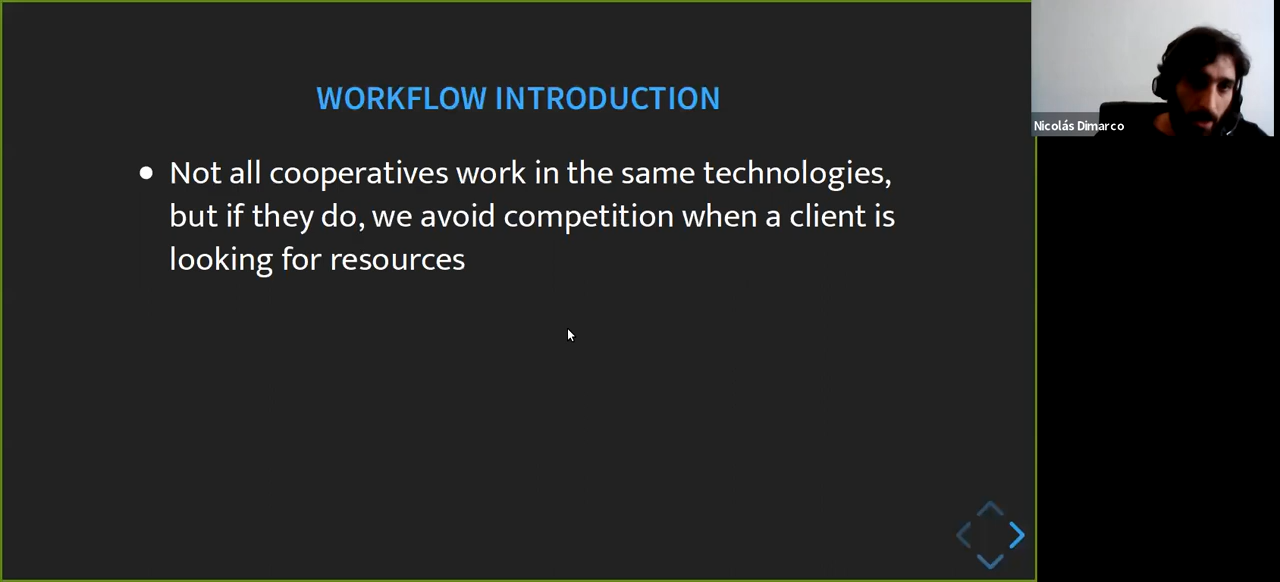 WORKFLOW INTRODUCTION
Not all cooperatives work in the same technologies,
but if they do, we avoid competition when a client is
looking for resources
Nicolás Dimarco